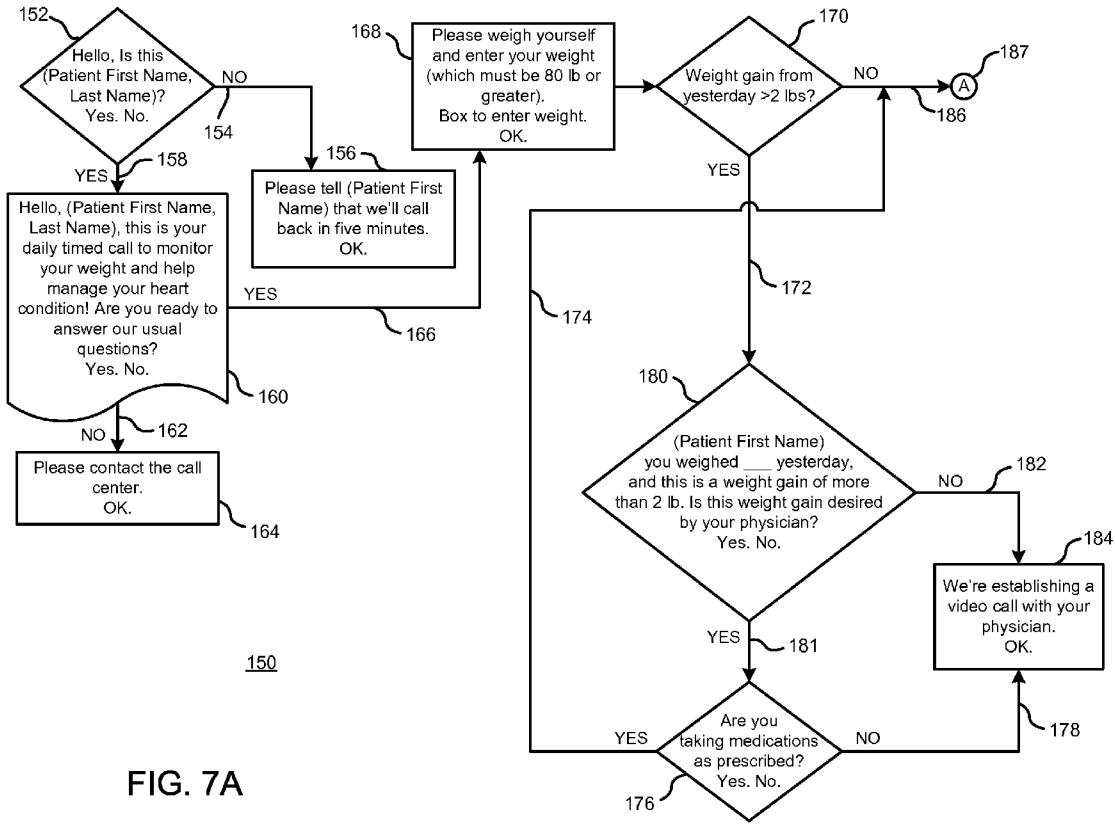 152
Hello, Is this
(Patient First Name,
Last Name)?
Yes. No.
NO
154
158
YES
156
Please tell (Patient First
Name) that we'll call
back in five minutes.
OK.
Hello, (Patient First Name,
Last Name), this is your
daily timed call to monitor
your weight and help
manage your heart
condition! Are you ready to
answer our usual
questions?
Yes. No.
YES
166
160
162
NO
Please contact the call
center.
OK.
164
168
Please weigh yourself
and enter your weight
(which must be 80 lb or
greater).
Box to enter weight.
OK.
170
Weight gain from
yesterday >2 lbs?
NO
186
187
A
YES
172
174
180
(Patient First Name)
you weighed ___ yesterday,
and this is a weight gain of more
than 2 lb. Is this weight gain desired
by your physician?
Yes. No.
NO
182
184
We're establishing a
video call with your
physician.
OK.
YES
181
Are you
taking medications
as prescribed?
Yes. No.
YES
NO
178
176
150
FIG. 7A